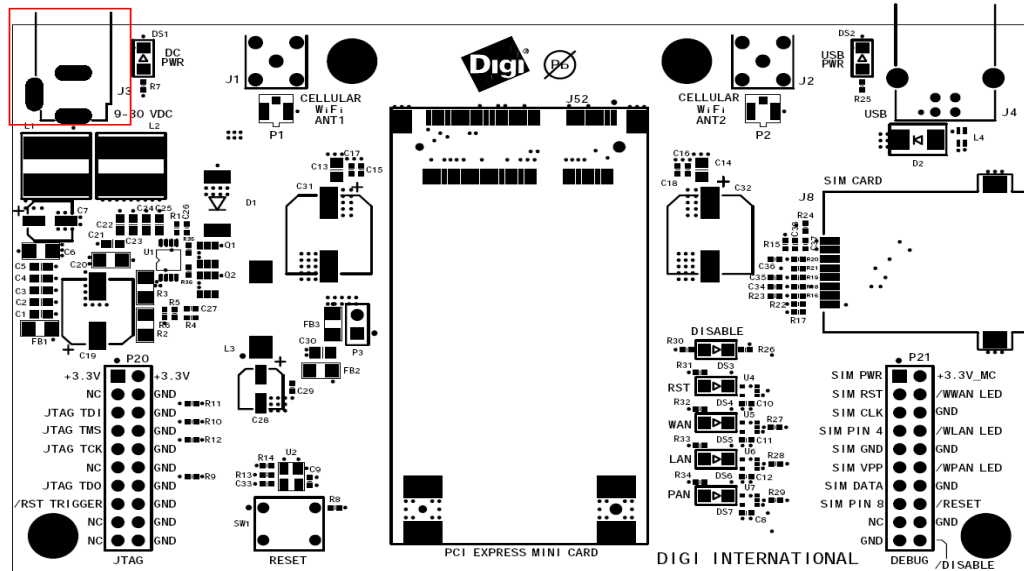 DS1
DC
PWR
J3
R7
9-30 VDC
J1
CELLULAR
WiFi
ANT1
P1
Digi
®
Pb
J52
CELLULAR
WiFi
ANT2
P2
J2
DS2
USB
PWR
R25
USB
J4
D2
L4
L1
L2
C13
C17
C15
C31
C16
C14
C18
C32
SIM CARD
J8
C7
C24
C25
C22
R1
C26
D1
C21
C23
C6
U1
R35
Q1
C5
C20
C4
R36
Q2
C3
R3
C2
R5
C27
C1
R6
R4
FB1
C19
R2
FB3
C30
P3
FB2
L3
C29
C28
R24
C38
C37
R15
C36
R20
R21
C35
R19
C34
R18
R23
R16
R22
R17
DISABLE
R30
R26
DS3
R31
U4
RST
DS4
C10
R32
U5
WAN
R27
DS5
C11
R33
U6
LAN
R28
DS6
C12
R34
U7
PAN
R29
DS7
C8
P20
+3.3V +3.3V
NC GND
JTAG TDI GND
R11
JTAG TMS GND
R10
JTAG TCK GND
R12
NC GND
JTAG TDO GND
R9
/RST TRIGGER GND
NC GND
NC GND
JTAG
R14
U2
R13
C9
C33
SW1
R8
RESET
PCI EXPRESS MINI CARD
DIGI INTERNATIONAL
P21
SIM PWR +3.3V_MC
SIM RST /WWAN LED
SIM CLK GND
SIM PIN 4 /WLAN LED
SIM GND GND
SIM VPP /WPAN LED
SIM DATA GND
SIM PIN 8 /RESET
NC GND
GND
DEBUG
/DISABLE